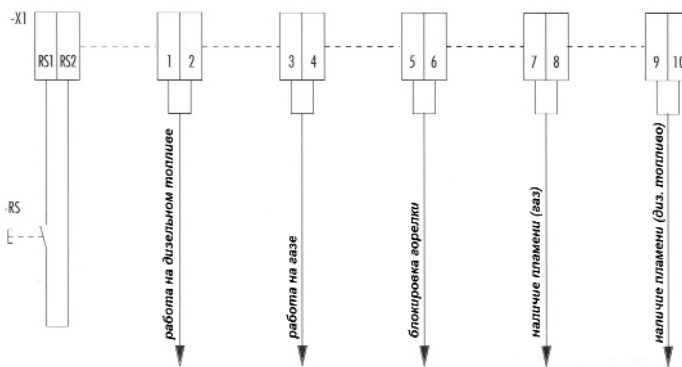 -X1
RS1 RS2 1 2 3 4 5 6 7 8 9 10
-RS
работа на дизельном топливе
работа на газе
блокировка горелки
наличие пламени (газ)
наличие пламени (диз. топливо)